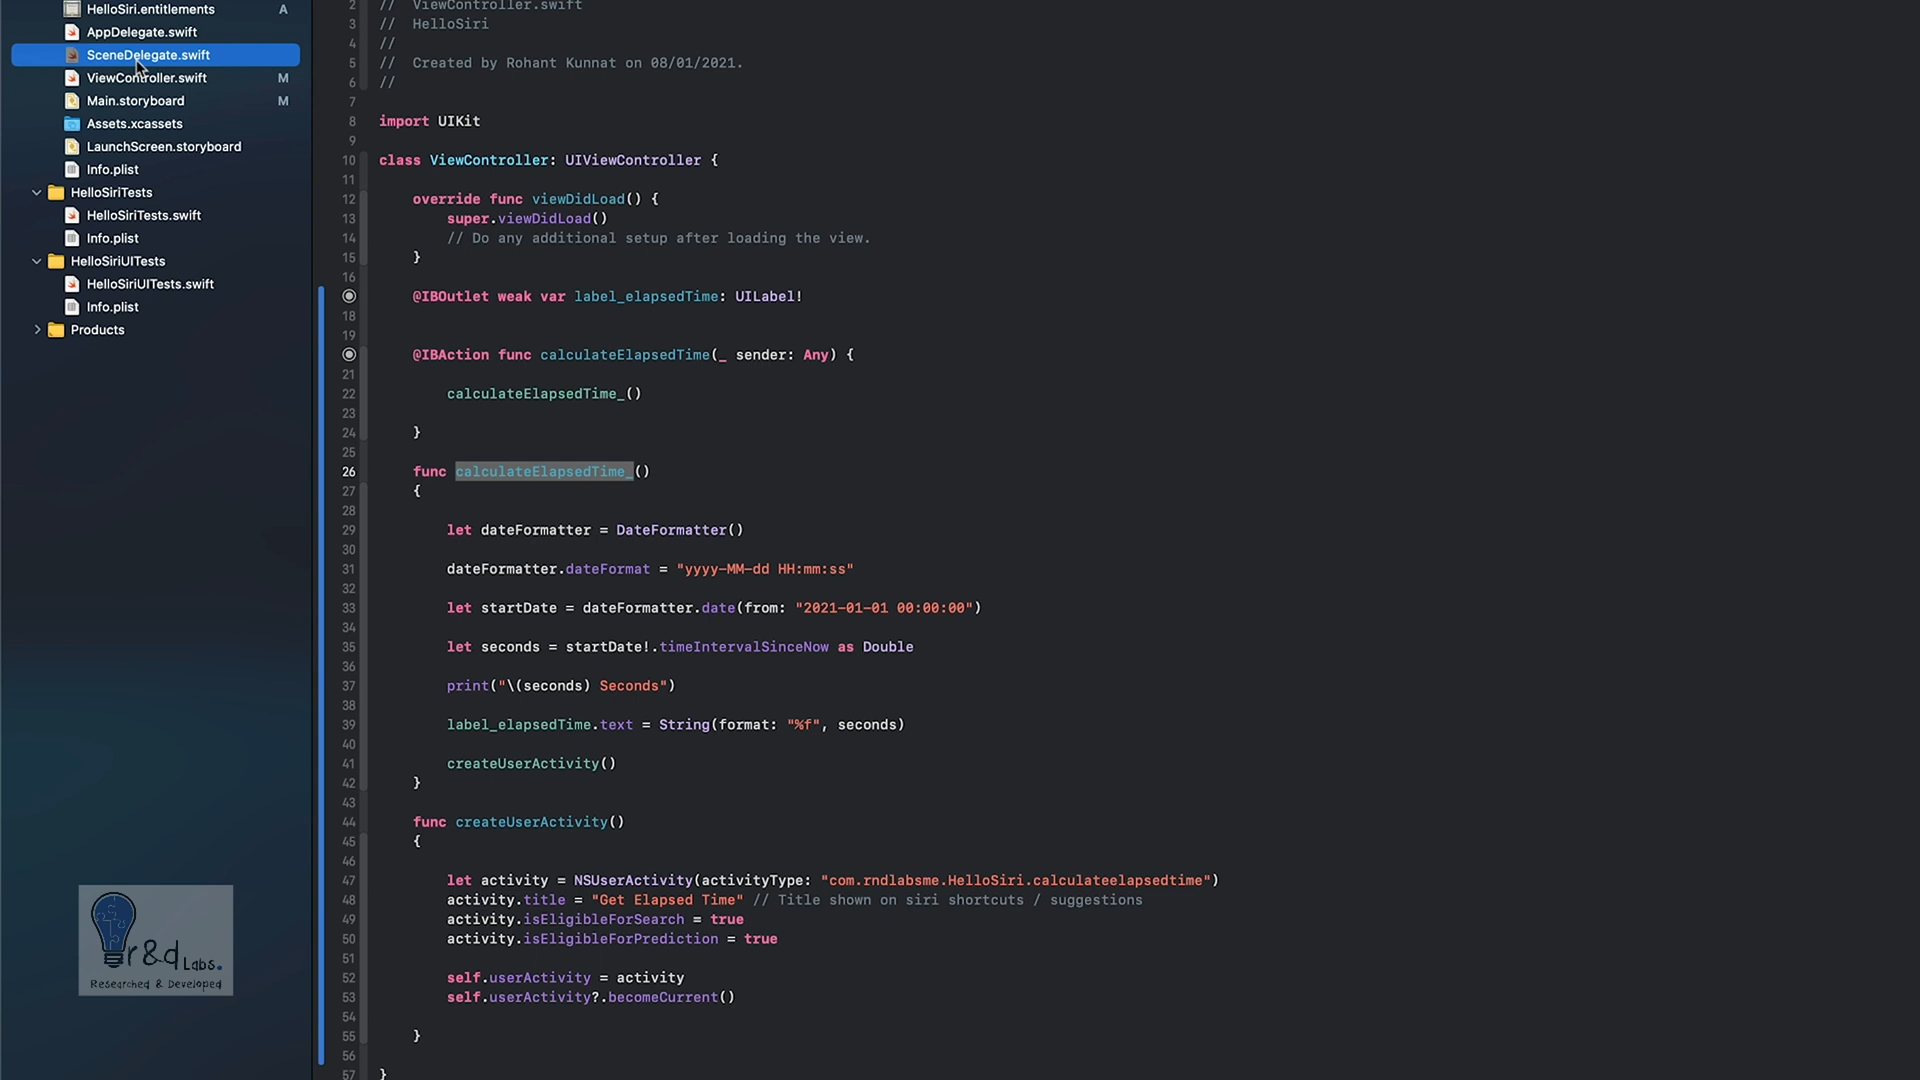 HelloSiri.entitlements A
AppDelegate.swift
SceneDelegate.swift
ViewController.swift M
Main.storyboard M
Assets.xcassets
LaunchScreen.storyboard
Info.plist
HelloSiriTests
HelloSiriTests.swift
Info.plist
HelloSiriUITests
HelloSiriUITests.swift
Info.plist
Products
r&d Labs.
Researched & Developed
2 // ViewController.swift
3 // HelloSiri
4 //
5 // Created by Rohant Kunnat on 08/01/2021.
6 //
7
8 import UIKit
9
10 class ViewController: UIViewController {
11
12 override func viewDidLoad() {
13 super.viewDidLoad()
14 // Do any additional setup after loading the view.
15 }
16
@IBOutlet weak var label_elapsedTime: UILabel!
18
19
@IBAction func calculateElapsedTime(_ sender: Any) {
21
22 calculateElapsedTime_()
23
24 }
25
26 func calculateElapsedTime_()
27 {
28
29 let dateFormatter = DateFormatter()
30
31 dateFormatter.dateFormat = "yyyy-MM-dd HH:mm:ss"
32
33 let startDate = dateFormatter.date(from: "2021-01-01 00:00:00")
34
35 let seconds = startDate!.timeIntervalSinceNow as Double
36
37 print("\(seconds) Seconds")
38
39 label_elapsedTime.text = String(format: "%f", seconds)
40
41 createUserActivity()
42 }
43
44 func createUserActivity()
45 {
46
47 let activity = NSUserActivity(activityType: "com.rndlabsme.HelloSiri.calculateelapsedtime")
48 activity.title = "Get Elapsed Time" // Title shown on siri shortcuts / suggestions
49 activity.isEligibleForSearch = true
50 activity.isEligibleForPrediction = true
51
52 self.userActivity = activity
53 self.userActivity?.becomeCurrent()
54
55 }
56
57 }